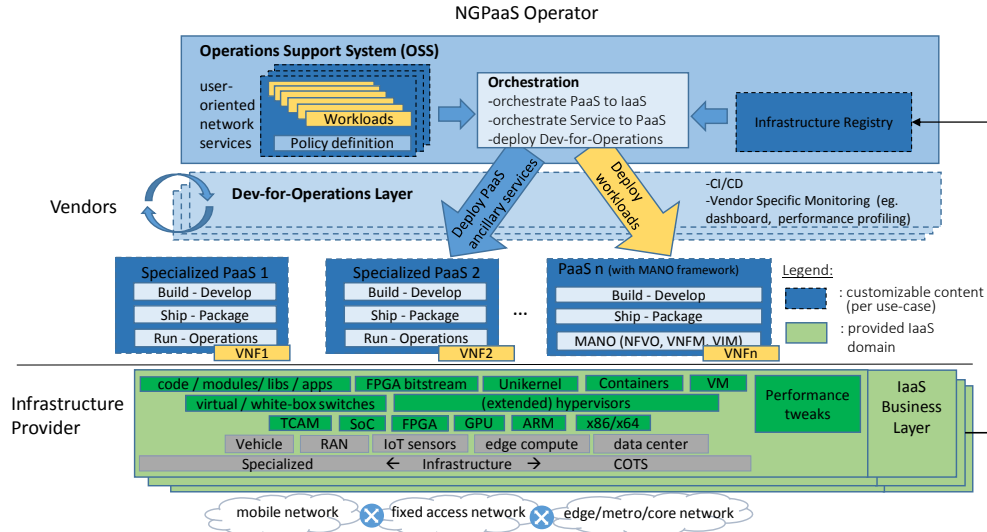 NGPaaS Operator
Operations Support System (OSS)
user-
oriented
network
services
Workloads
Policy definition
Orchestration
-orchestrate PaaS to IaaS
-orchestrate Service to PaaS
-deploy Dev-for-Operations
Infrastructure Registry
Vendors
Dev-for-Operations Layer
Deploy PaaS
ancillary services
Deploy
workloads
-CI/CD
-Vendor Specific Monitoring (eg.
dashboard, performance profiling)
Specialized PaaS 1
Build - Develop
Ship - Package
Run - Operations
VNF1
Specialized PaaS 2
Build - Develop
Ship - Package
Run - Operations
VNF2
...
PaaS n (with MANO framework)
Build - Develop
Ship - Package
MANO (NFVO, VNFM, VIM)
VNFn
Legend:
: customizable content
(per use-case)
: provided IaaS
domain
Infrastructure
Provider
code / modules/ libs / apps
FPGA bitstream
Unikernel
Containers
VM
virtual / white-box switches
(extended) hypervisors
TCAM
SoC
FPGA
GPU
ARM
x86/x64
Vehicle
RAN
IoT sensors
edge compute
data center
Specialized ← Infrastructure → COTS
Performance
tweaks
IaaS
Business
Layer
mobile network
fixed access network
edge/metro/core network